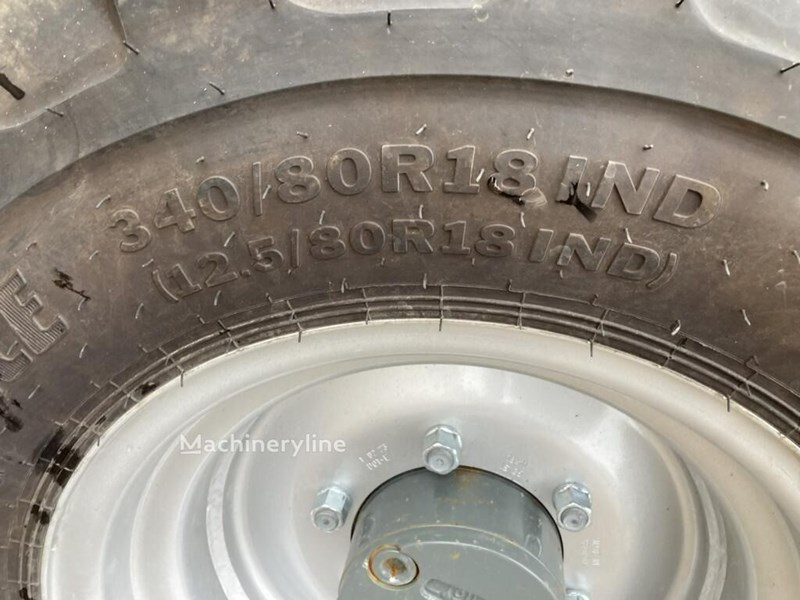 340/80R18 IND
(12.5/80R18 IND)
Machineryline